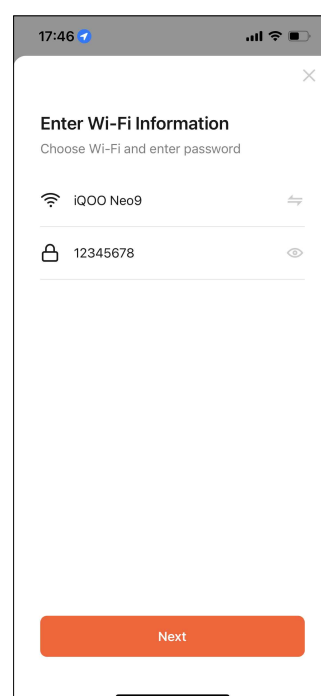 17:46
Enter Wi-Fi Information
Choose Wi-Fi and enter password
iQOO Neo9
12345678
Next